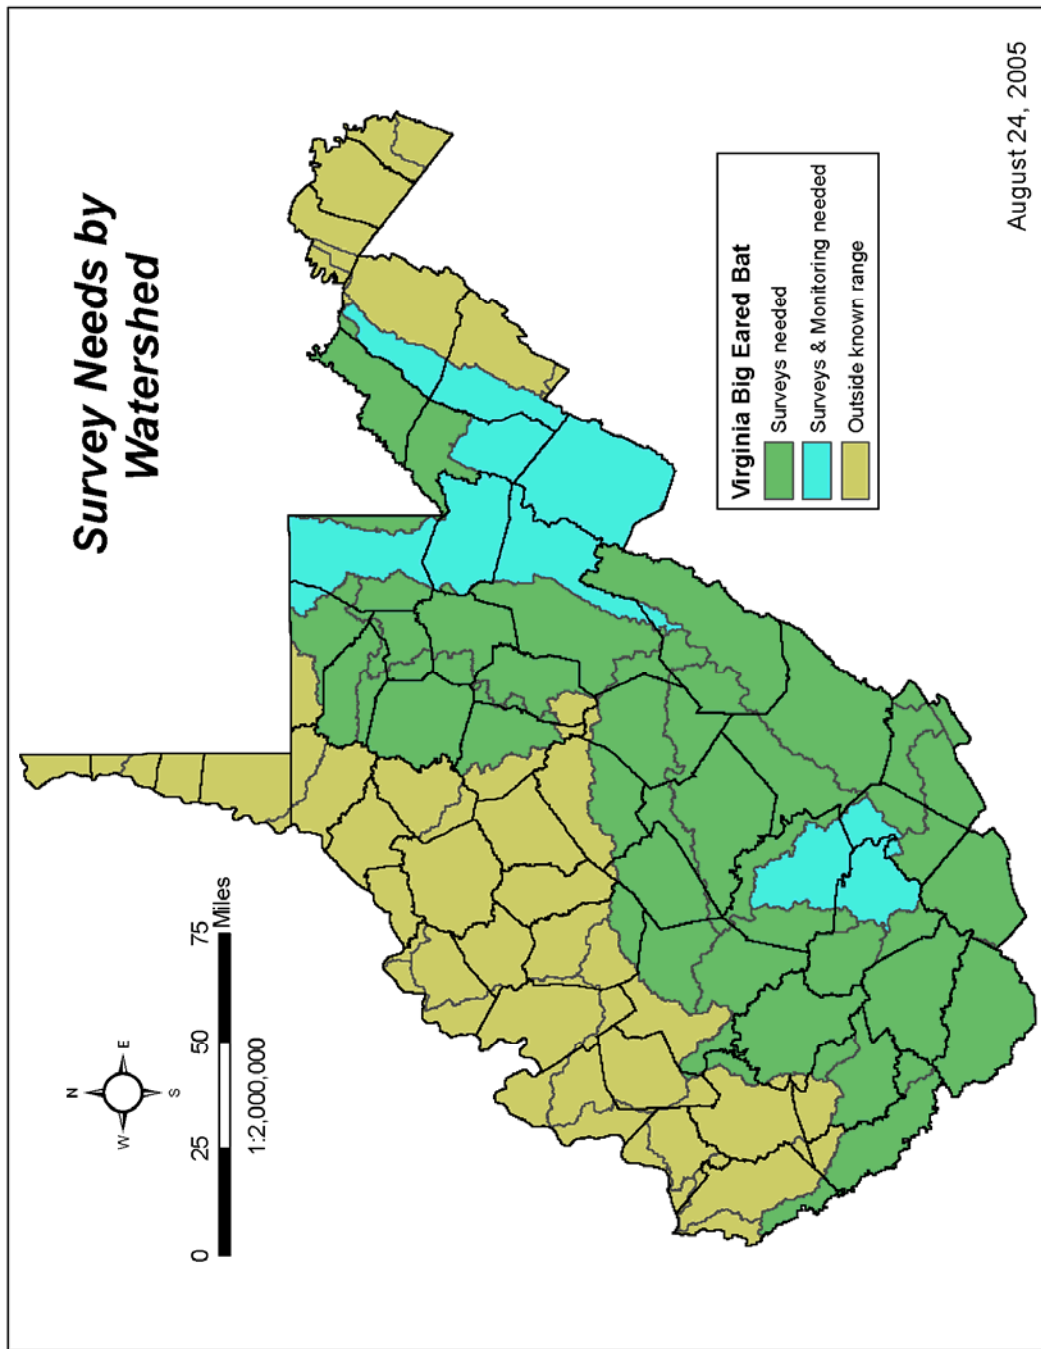 Survey Needs by
Watershed
N
W
E
S
0
25
50
75
Miles
1:2,000,000
Virginia Big Eared Bat
Surveys needed
Surveys & Monitoring needed
Outside known range
August 24, 2005